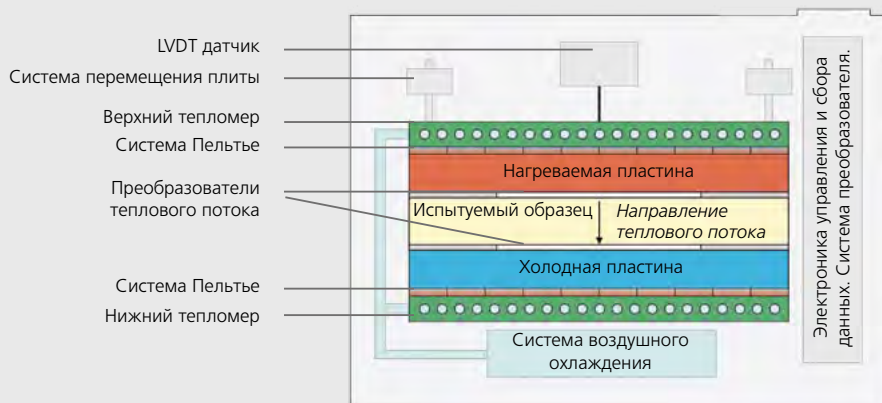 LVDT датчик
Система перемещения плиты
Верхний тепломер
Система Пельтье
Преобразователи
теплового потока
Система Пельтье
Нижний тепломер
Нагреваемая пластина
Испытуемый образец
Направление
теплового потока
Холодная пластина
Система воздушного
охлаждения
Электроника управления и сбора
данных. Система преобразователя.